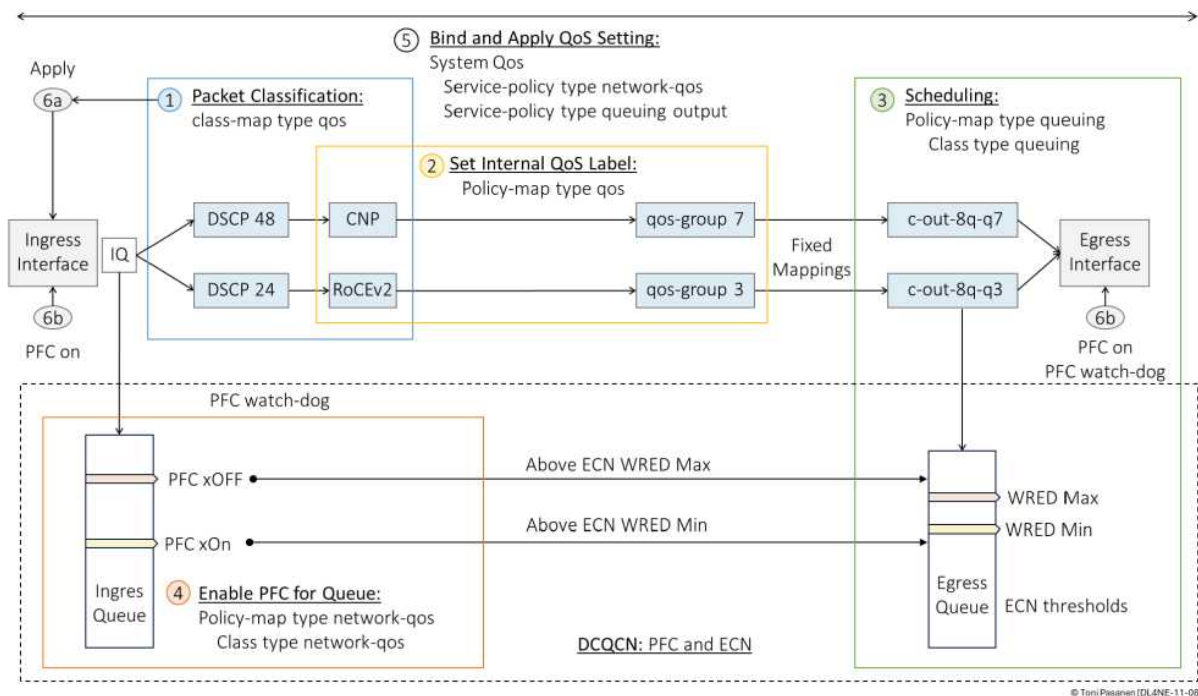 5 Bind and Apply QoS Setting:
System Qos
Service-policy type network-qos
Service-policy type queuing output
Apply
6a
1 Packet Classification:
class-map type qos
3 Scheduling:
Policy-map type queuing
Class type queuing
2 Set Internal QoS Label:
Policy-map type qos
DSCP 48
CNP
qos-group 7
c-out-8q-q7
Ingress
Interface
IQ
Fixed
Mappings
Egress
Interface
DSCP 24
RoCEv2
qos-group 3
c-out-8q-q3
6b
PFC on
6b
PFC on
PFC watch-dog
PFC watch-dog
PFC xOFF
Above ECN WRED Max
WRED Max
PFC xOn
Above ECN WRED Min
WRED Min
Ingres
Queue
4 Enable PFC for Queue:
Policy-map type network-qos
Class type network-qos
Egress
Queue
ECN thresholds
DCQCN: PFC and ECN